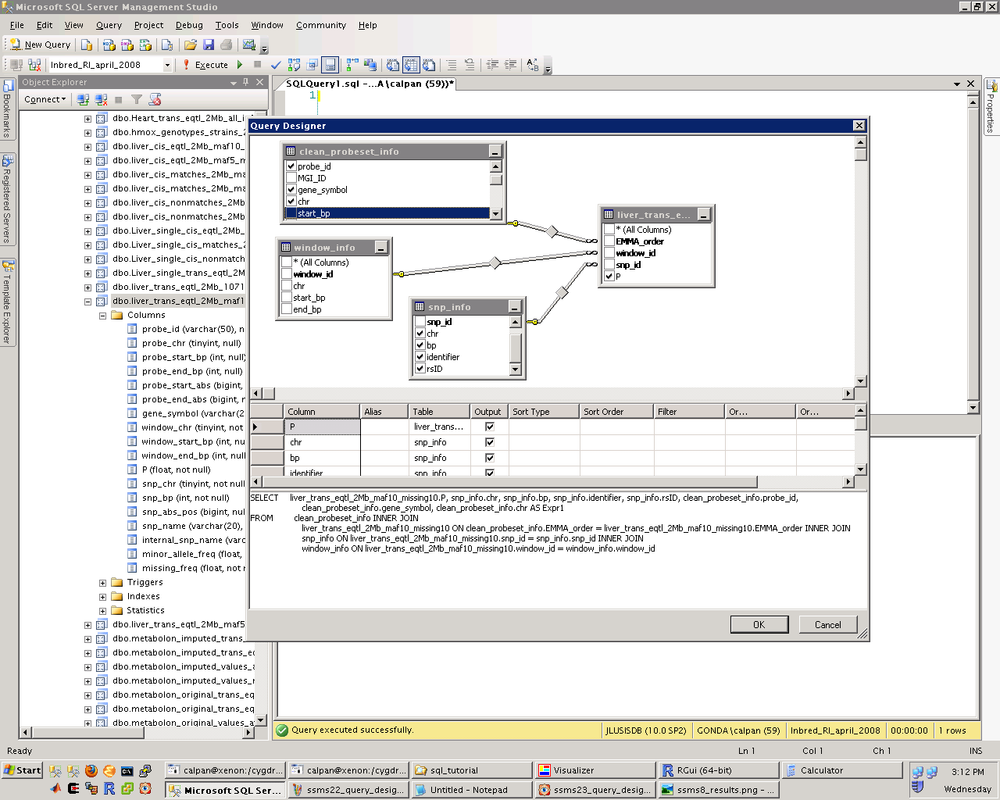 Microsoft SQL Server Management Studio
File Edit View Query Project Debug Tools Window Community Help
New Query
Inbred_RI_april_2008 Execute
Object Explorer
Connect
Bookmarks
Registered Servers
Template Explorer
Properties
SQLQuery1.sql -...A\calpan (59))*
1
dbo.Heart_trans_eqtl_2Mb_all_i
dbo.hmox_genotypes_strains_2
dbo.liver_cis_eqtl_2Mb_maf10_
dbo.liver_cis_eqtl_2Mb_maf5_m
dbo.liver_cis_matches_2Mb_ma
dbo.liver_cis_matches_2Mb_ma
dbo.liver_cis_nonmatches_2Mb
dbo.liver_cis_nonmatches_2Mb
dbo.Liver_single_cis_eqtl_2Mb_
dbo.Liver_single_cis_matches_2
dbo.Liver_single_cis_nonmatch
dbo.Liver_single_trans_eqtl_2M
dbo.liver_trans_eqtl_2Mb_1071
dbo.liver_trans_eqtl_2Mb_maf1
Columns
probe_id (varchar(50), n
probe_chr (tinyint, null)
probe_start_bp (int, null)
probe_end_bp (int, null)
probe_start_abs (bigint,
probe_end_abs (bigint,
gene_symbol (varchar(2
window_chr (tinyint, not
window_start_bp (int,
window_end_bp (int,
P (float, not null)
snp_chr (tinyint, not null
snp_bp (int, not null)
snp_abs_pos (bigint, nul
snp_name (varchar(20),
internal_snp_name (varc
minor_allele_freq (float,
missing_freq (float, not
Triggers
Indexes
Statistics
dbo.liver_trans_eqtl_2Mb_maf5
dbo.metabolon_imputed_trans_
dbo.metabolon_imputed_trans_e
dbo.metabolon_imputed_values_
dbo.metabolon_imputed_values_
dbo.metabolon_original_trans_eq
dbo.metabolon_original_trans_eq
dbo.metabolon_original_values_a
Query Designer
clean_probeset_info
probe_id
MGI_ID
gene_symbol
chr
start_bp
window_info
* (All Columns)
window_id
chr
start_bp
end_bp
snp_info
snp_id
chr
bp
identifier
rsID
liver_trans_e...
* (All Columns)
EMMA_order
window_id
snp_id
P
Column Alias Table Output Sort Type Sort Order Filter Or... Or...
P liver_trans...
chr snp_info
bp snp_info
identifier snp_info
SELECT liver_trans_eqtl_2Mb_maf10_missing10.P, snp_info.chr, snp_info.bp, snp_info.identifier, snp_info.rsID, clean_probeset_info.probe_id,
clean_probeset_info.gene_symbol, clean_probeset_info.chr AS Expr1
FROM clean_probeset_info INNER JOIN
liver_trans_eqtl_2Mb_maf10_missing10 ON clean_probeset_info.EMMA_order = liver_trans_eqtl_2Mb_maf10_missing10.EMMA_order INNER JOIN
snp_info ON liver_trans_eqtl_2Mb_maf10_missing10.snp_id = snp_info.snp_id INNER JOIN
window_info ON liver_trans_eqtl_2Mb_maf10_missing10.window_id = window_info.window_id
OK Cancel
Query executed successfully. JLUSISDB (10.0 SP2) GONDA\calpan (59) Inbred_RI_april_2008 00:00:00 1 rows
Ready Ln 1 Col 1 Ch 1 INS
Start calpan@xenon:/cygdr... calpan@xenon:/cygdr... sql_tutorial Visualizer RGui (64-bit) Calculator 3:12 PM
Microsoft SQL Ser... ssms22_query_desig... Untitled - Notepad ssms23_query_desig... ssms8_results.png - ... Wednesday